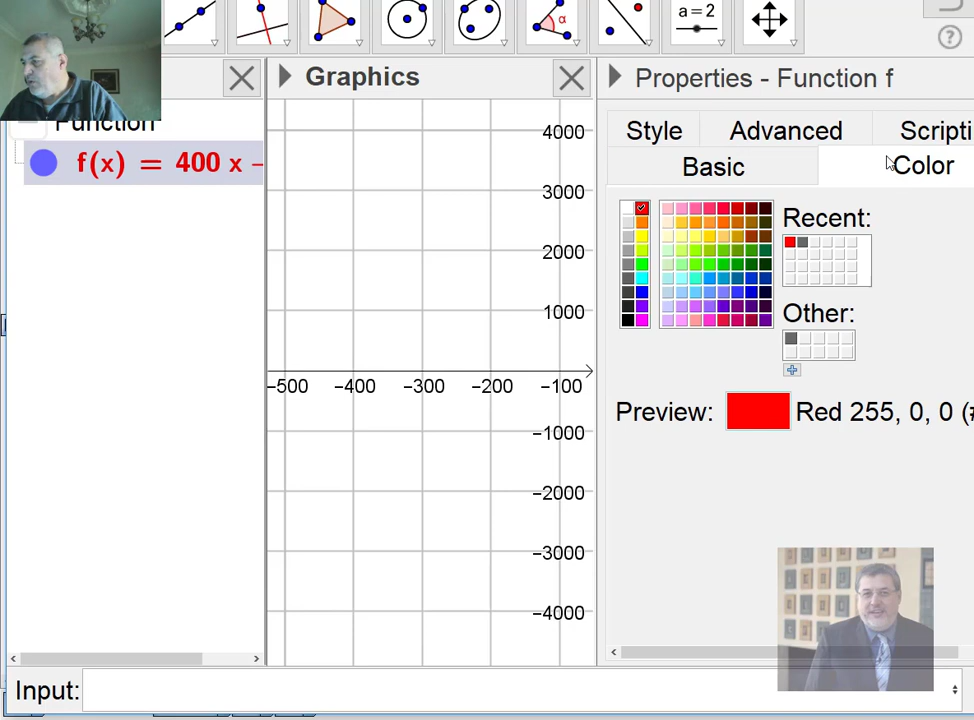 α
a=2
Graphics
Properties - Function f
Function
f(x) = 400 x −
Style Advanced Scripti
Basic Color
4000
3000
2000
1000
−500 −400 −300 −200 −100
−1000
−2000
−3000
−4000
Recent:
Other:
Preview: Red 255, 0, 0 (#
Input: